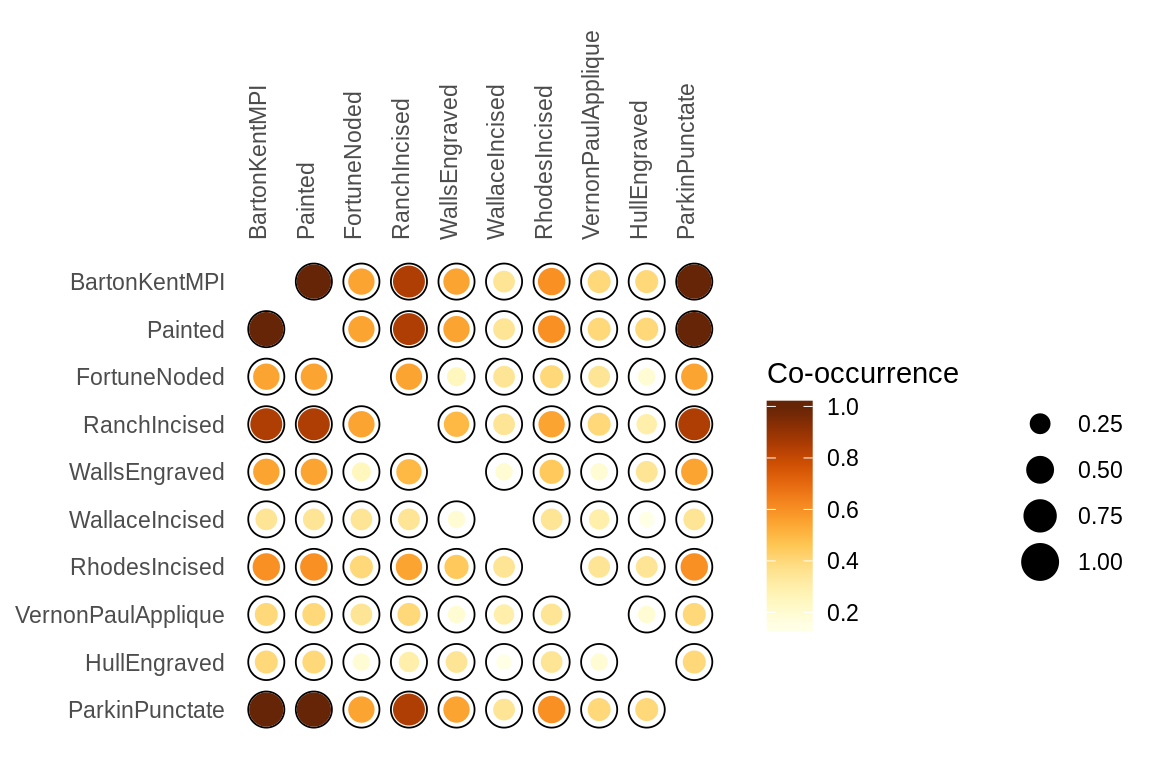 BartonKentMPI
Painted
FortuneNoded
RanchIncised
WallsEngraved
WallaceIncised
RhodesIncised
VernonPaulApplique
HullEngraved
ParkinPunctate
BartonKentMPI
Painted
FortuneNoded
RanchIncised
WallsEngraved
WallaceIncised
RhodesIncised
VernonPaulApplique
HullEngraved
ParkinPunctate
Co-occurrence
1.0
0.8
0.6
0.4
0.2
0.25
0.50
0.75
1.00